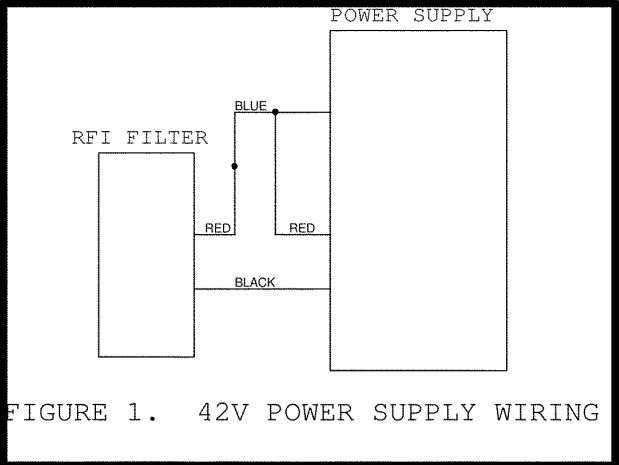 POWER SUPPLY
BLUE
RFI FILTER
RED RED
BLACK
FIGURE 1. 42V POWER SUPPLY WIRING